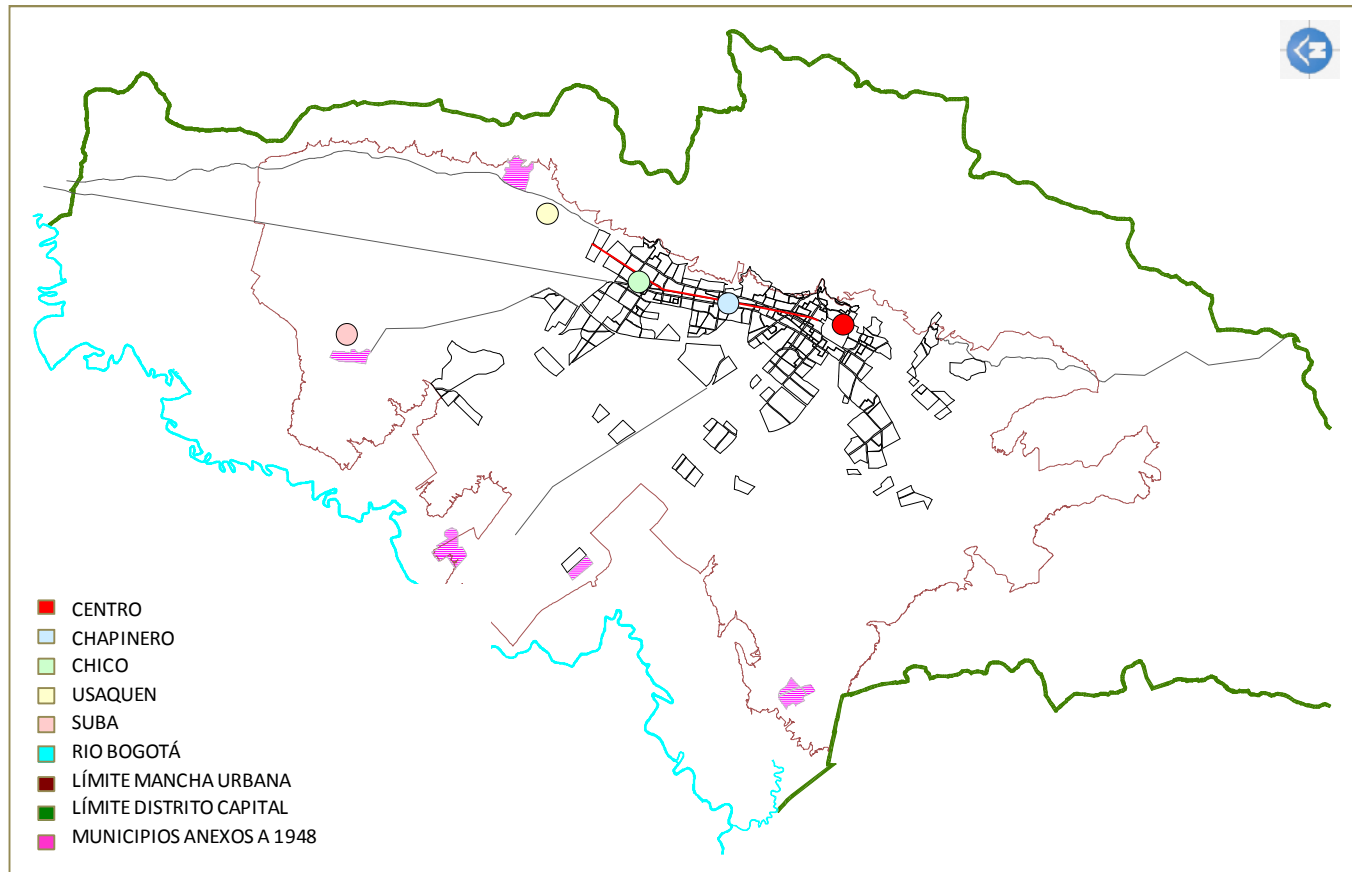 N
CENTRO
CHAPINERO
CHICO
USAQUEN
SUBA
RIO BOGOTÁ
LÍMITE MANCHA URBANA
LÍMITE DISTRITO CAPITAL
MUNICIPIOS ANEXOS A 1948